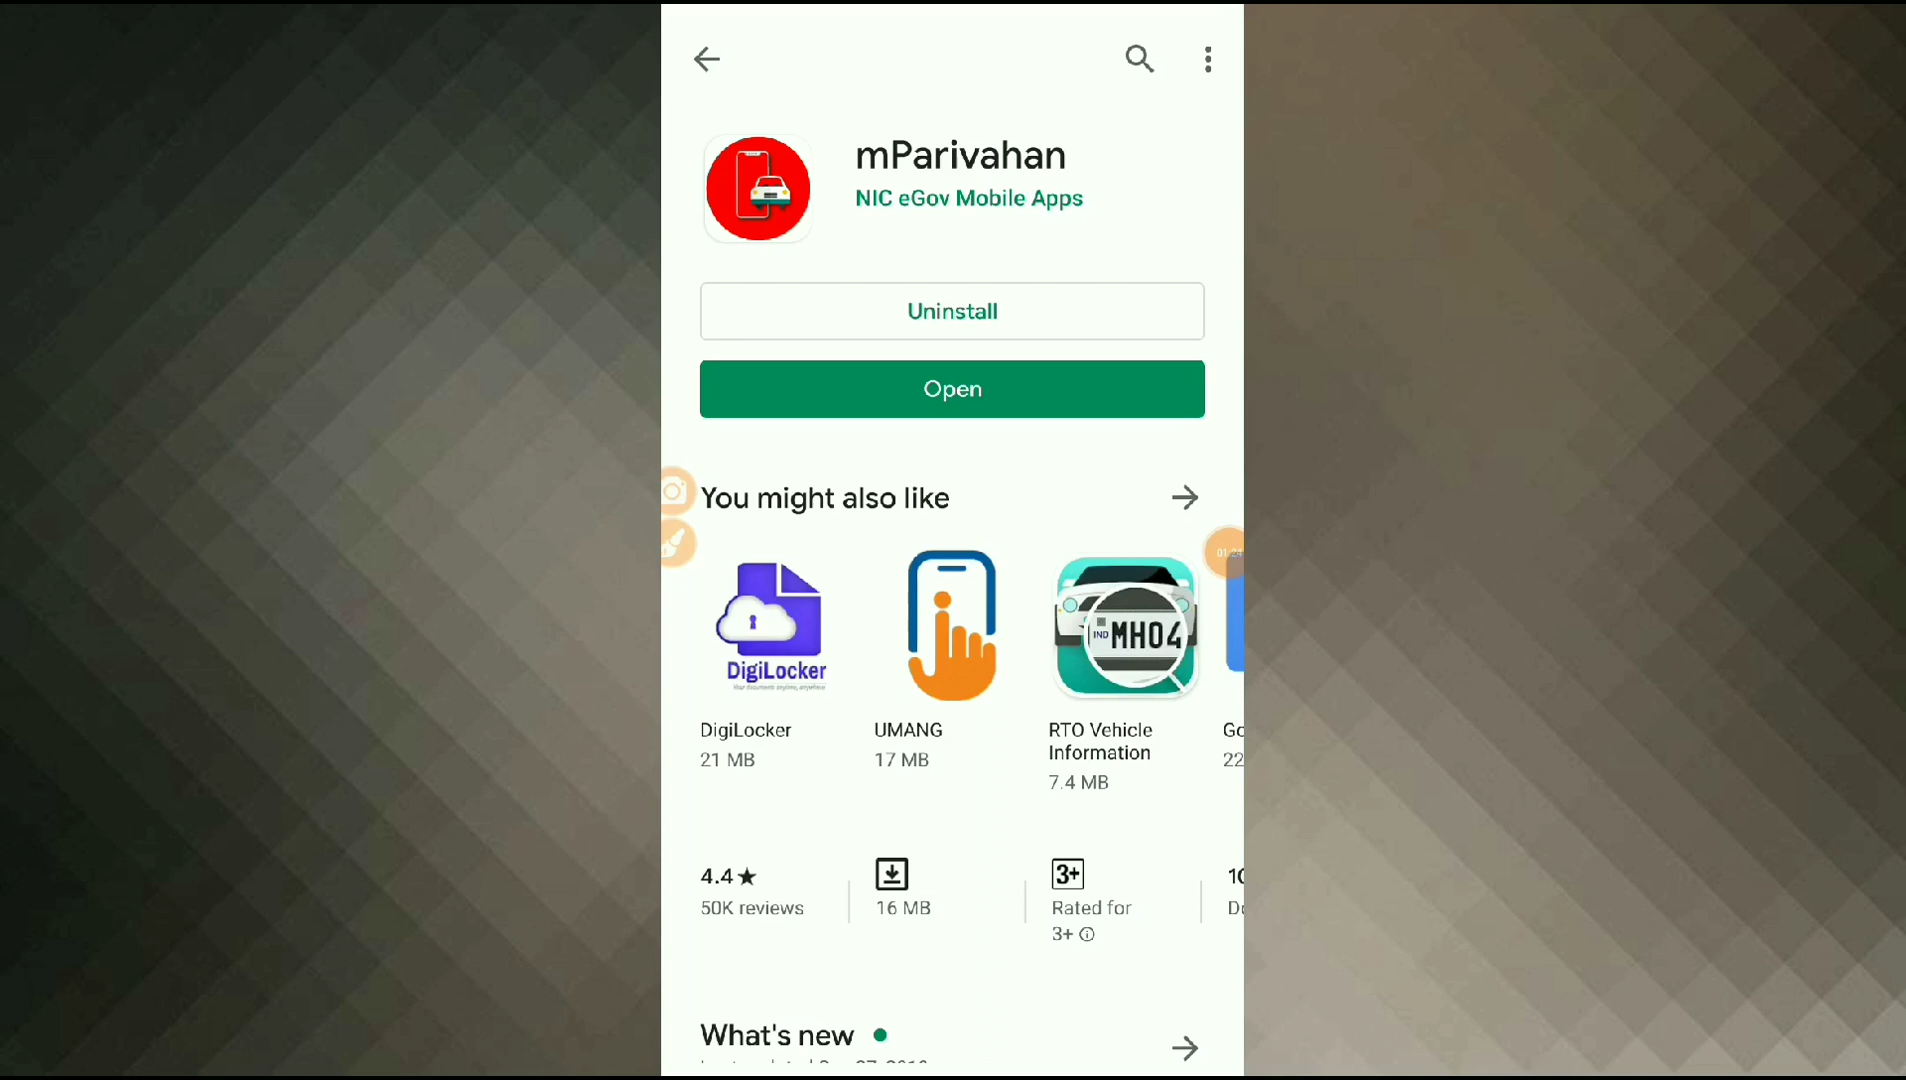 mParivahan
NIC eGov Mobile Apps
Uninstall
Open
You might also like
DigiLocker
IND MH04
DigiLocker
21 MB
UMANG
17 MB
RTO Vehicle
Information
7.4 MB
Go
22
4.4★
50K reviews
16 MB
3+
Rated for
3+
What's new